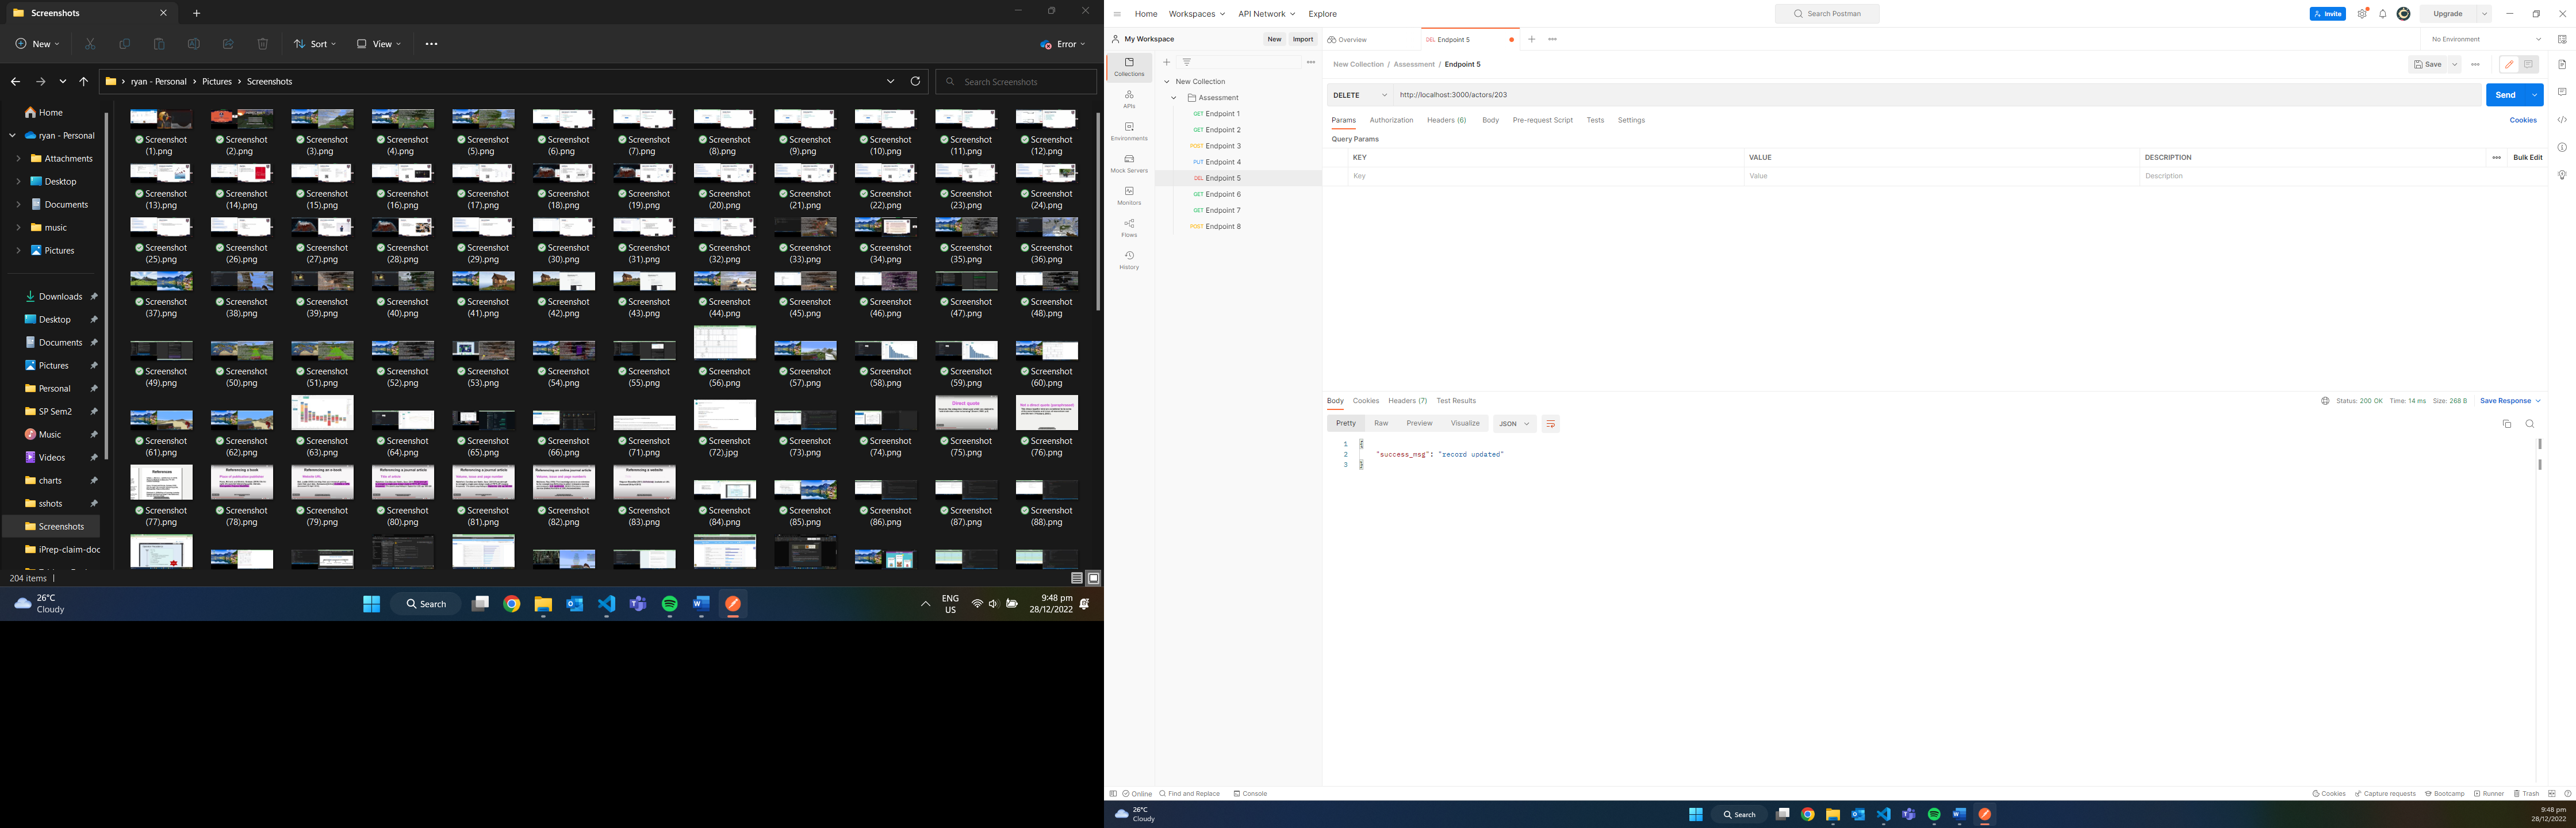 Screenshots
New
Sort
View
Error
ryan - Personal
Pictures
Screenshots
Search Screenshots
Home
ryan - Personal
Attachments
Desktop
Documents
music
Pictures
Downloads
Desktop
Documents
Pictures
Personal
SP Sem2
Music
Videos
charts
sshots
Screenshots
iPrep-claim-doc
Screenshot (1).png
Screenshot (2).png
Screenshot (3).png
Screenshot (4).png
Screenshot (5).png
Screenshot (6).png
Screenshot (7).png
Screenshot (8).png
Screenshot (9).png
Screenshot (10).png
Screenshot (11).png
Screenshot (12).png
Screenshot (13).png
Screenshot (14).png
Screenshot (15).png
Screenshot (16).png
Screenshot (17).png
Screenshot (18).png
Screenshot (19).png
Screenshot (20).png
Screenshot (21).png
Screenshot (22).png
Screenshot (23).png
Screenshot (24).png
Screenshot (25).png
Screenshot (26).png
Screenshot (27).png
Screenshot (28).png
Screenshot (29).png
Screenshot (30).png
Screenshot (31).png
Screenshot (32).png
Screenshot (33).png
Screenshot (34).png
Screenshot (35).png
Screenshot (36).png
Screenshot (37).png
Screenshot (38).png
Screenshot (39).png
Screenshot (40).png
Screenshot (41).png
Screenshot (42).png
Screenshot (43).png
Screenshot (44).png
Screenshot (45).png
Screenshot (46).png
Screenshot (47).png
Screenshot (48).png
Screenshot (49).png
Screenshot (50).png
Screenshot (51).png
Screenshot (52).png
Screenshot (53).png
Screenshot (54).png
Screenshot (55).png
Screenshot (56).png
Screenshot (57).png
Screenshot (58).png
Screenshot (59).png
Screenshot (60).png
Screenshot (61).png
Screenshot (62).png
Screenshot (63).png
Screenshot (64).png
Screenshot (65).png
Screenshot (66).png
Screenshot (71).png
Screenshot (72).jpg
Screenshot (73).png
Screenshot (74).png
Screenshot (75).png
Screenshot (76).png
Direct quote
References
Referencing a book
Referencing an e-book
Referencing a journal article
Referencing a journal article
Referencing an online journal article
Referencing a website
Screenshot (77).png
Screenshot (78).png
Screenshot (79).png
Screenshot (80).png
Screenshot (81).png
Screenshot (82).png
Screenshot (83).png
Screenshot (84).png
Screenshot (85).png
Screenshot (86).png
Screenshot (87).png
Screenshot (88).png
204 items
26°C
Cloudy
Search
ENG
US
9:48 pm
28/12/2022
Home
Workspaces
API Network
Explore
Search Postman
Invite
Upgrade
My Workspace
New
Import
Overview
DEL Endpoint 5
No Environment
Collections
APIs
Environments
Mock Servers
Monitors
Flows
History
New Collection
Assessment
GET Endpoint 1
GET Endpoint 2
POST Endpoint 3
PUT Endpoint 4
DEL Endpoint 5
GET Endpoint 6
GET Endpoint 7
POST Endpoint 8
New Collection / Assessment / Endpoint 5
Save
DELETE
http://localhost:3000/actors/203
Send
Params
Authorization
Headers (6)
Body
Pre-request Script
Tests
Settings
Cookies
Query Params
KEY
VALUE
DESCRIPTION
Bulk Edit
Key
Value
Description
Body
Cookies
Headers (7)
Test Results
Status: 200 OK
Time: 14 ms
Size: 268 B
Save Response
Pretty
Raw
Preview
Visualize
JSON
1 {
2 "success_msg": "record updated"
3 }
Online
Find and Replace
Console
Cookies
Capture requests
Bootcamp
Runner
Trash
26°C
Cloudy
Search
9:48 pm
28/12/2022